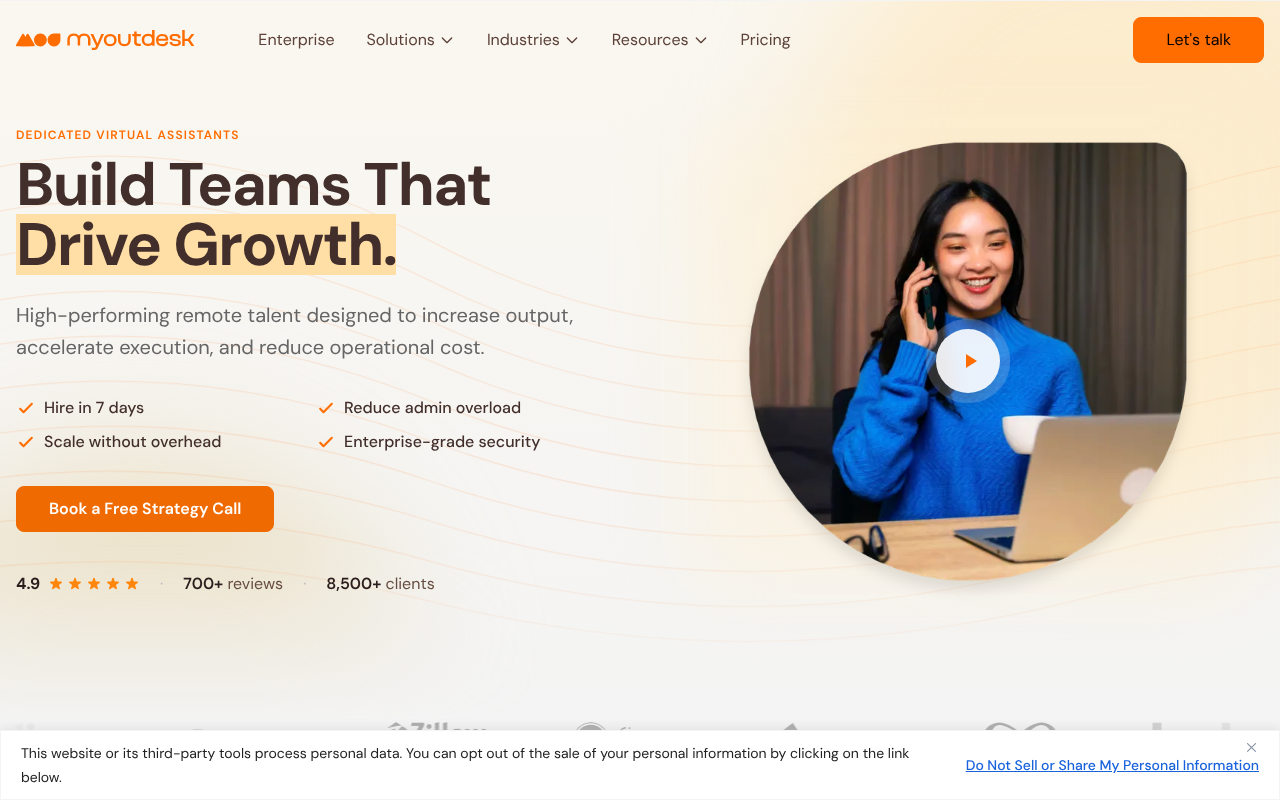 myoutdesk
Enterprise
Solutions
Industries
Resources
Pricing
Let's talk
DEDICATED VIRTUAL ASSISTANTS
Build Teams That
Drive Growth.
High-performing remote talent designed to increase output,
accelerate execution, and reduce operational cost.
Hire in 7 days
Reduce admin overload
Scale without overhead
Enterprise-grade security
Book a Free Strategy Call
4.9
700+ reviews
8,500+ clients
Zillow
This website or its third-party tools process personal data. You can opt out of the sale of your personal information by clicking on the link
below.
Do Not Sell or Share My Personal Information